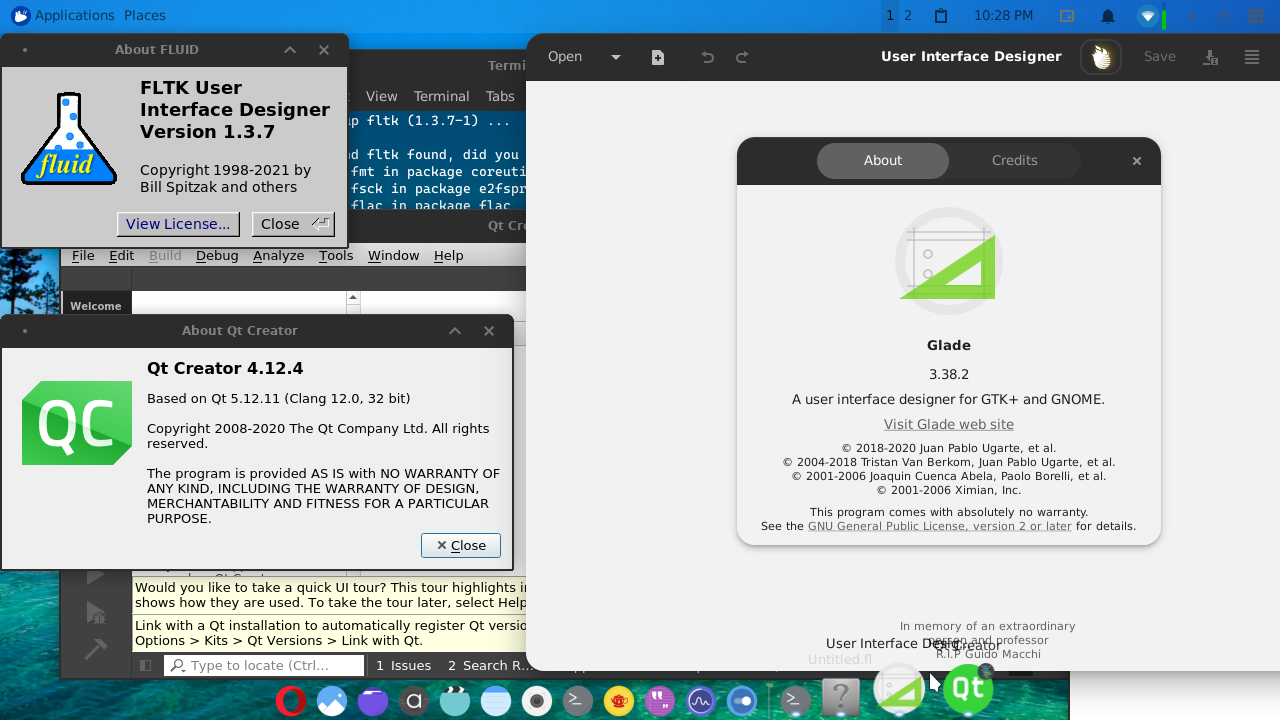 Applications Places
1 2
10:28 PM
About FLUID
FLTK User
Interface Designer
Version 1.3.7
fluid
Copyright 1998-2021 by
Bill Spitzak and others
View License...
Close
View Terminal Tabs
fltk (1.3.7-1) ...
fltk found, did you
fmt in package
fsck in package
flac in package flac
File Edit Build Debug Analyze Tools Window Help
Welcome
About Qt Creator
QC
Qt Creator 4.12.4
Based on Qt 5.12.11 (Clang 12.0, 32 bit)
Copyright 2008-2020 The Qt Company Ltd. All rights
reserved.
The program is provided AS IS with NO WARRANTY OF
ANY KIND, INCLUDING THE WARRANTY OF DESIGN,
MERCHANTABILITY AND FITNESS FOR A PARTICULAR
PURPOSE.
Close
Would you like to take a quick UI tour? This tour highlights
shows how they are used. To take the tour later, select Help
Link with a Qt installation to automatically register Qt
Options > Kits > Qt Versions > Link with Qt.
Type to locate (Ctrl...
1 Issues 2 Search R...
Open
User Interface Designer
Save
About
Credits
Glade
3.38.2
A user interface designer for GTK+ and GNOME.
Visit Glade web site
© 2018-2020 Juan Pablo Ugarte, et al.
© 2004-2018 Tristan Van Berkom, Juan Pablo Ugarte, et al.
© 2001-2006 Joaquin Cuenca Abela, Paolo Borelli, et al.
© 2001-2006 Ximian, Inc.
This program comes with absolutely no warranty.
See the GNU General Public License, version 2 or later for details.
In memory of an extraordinary
person and professor
R.I.P Guido Macchi
User Interface
Creator
Untitled.fl
Qt